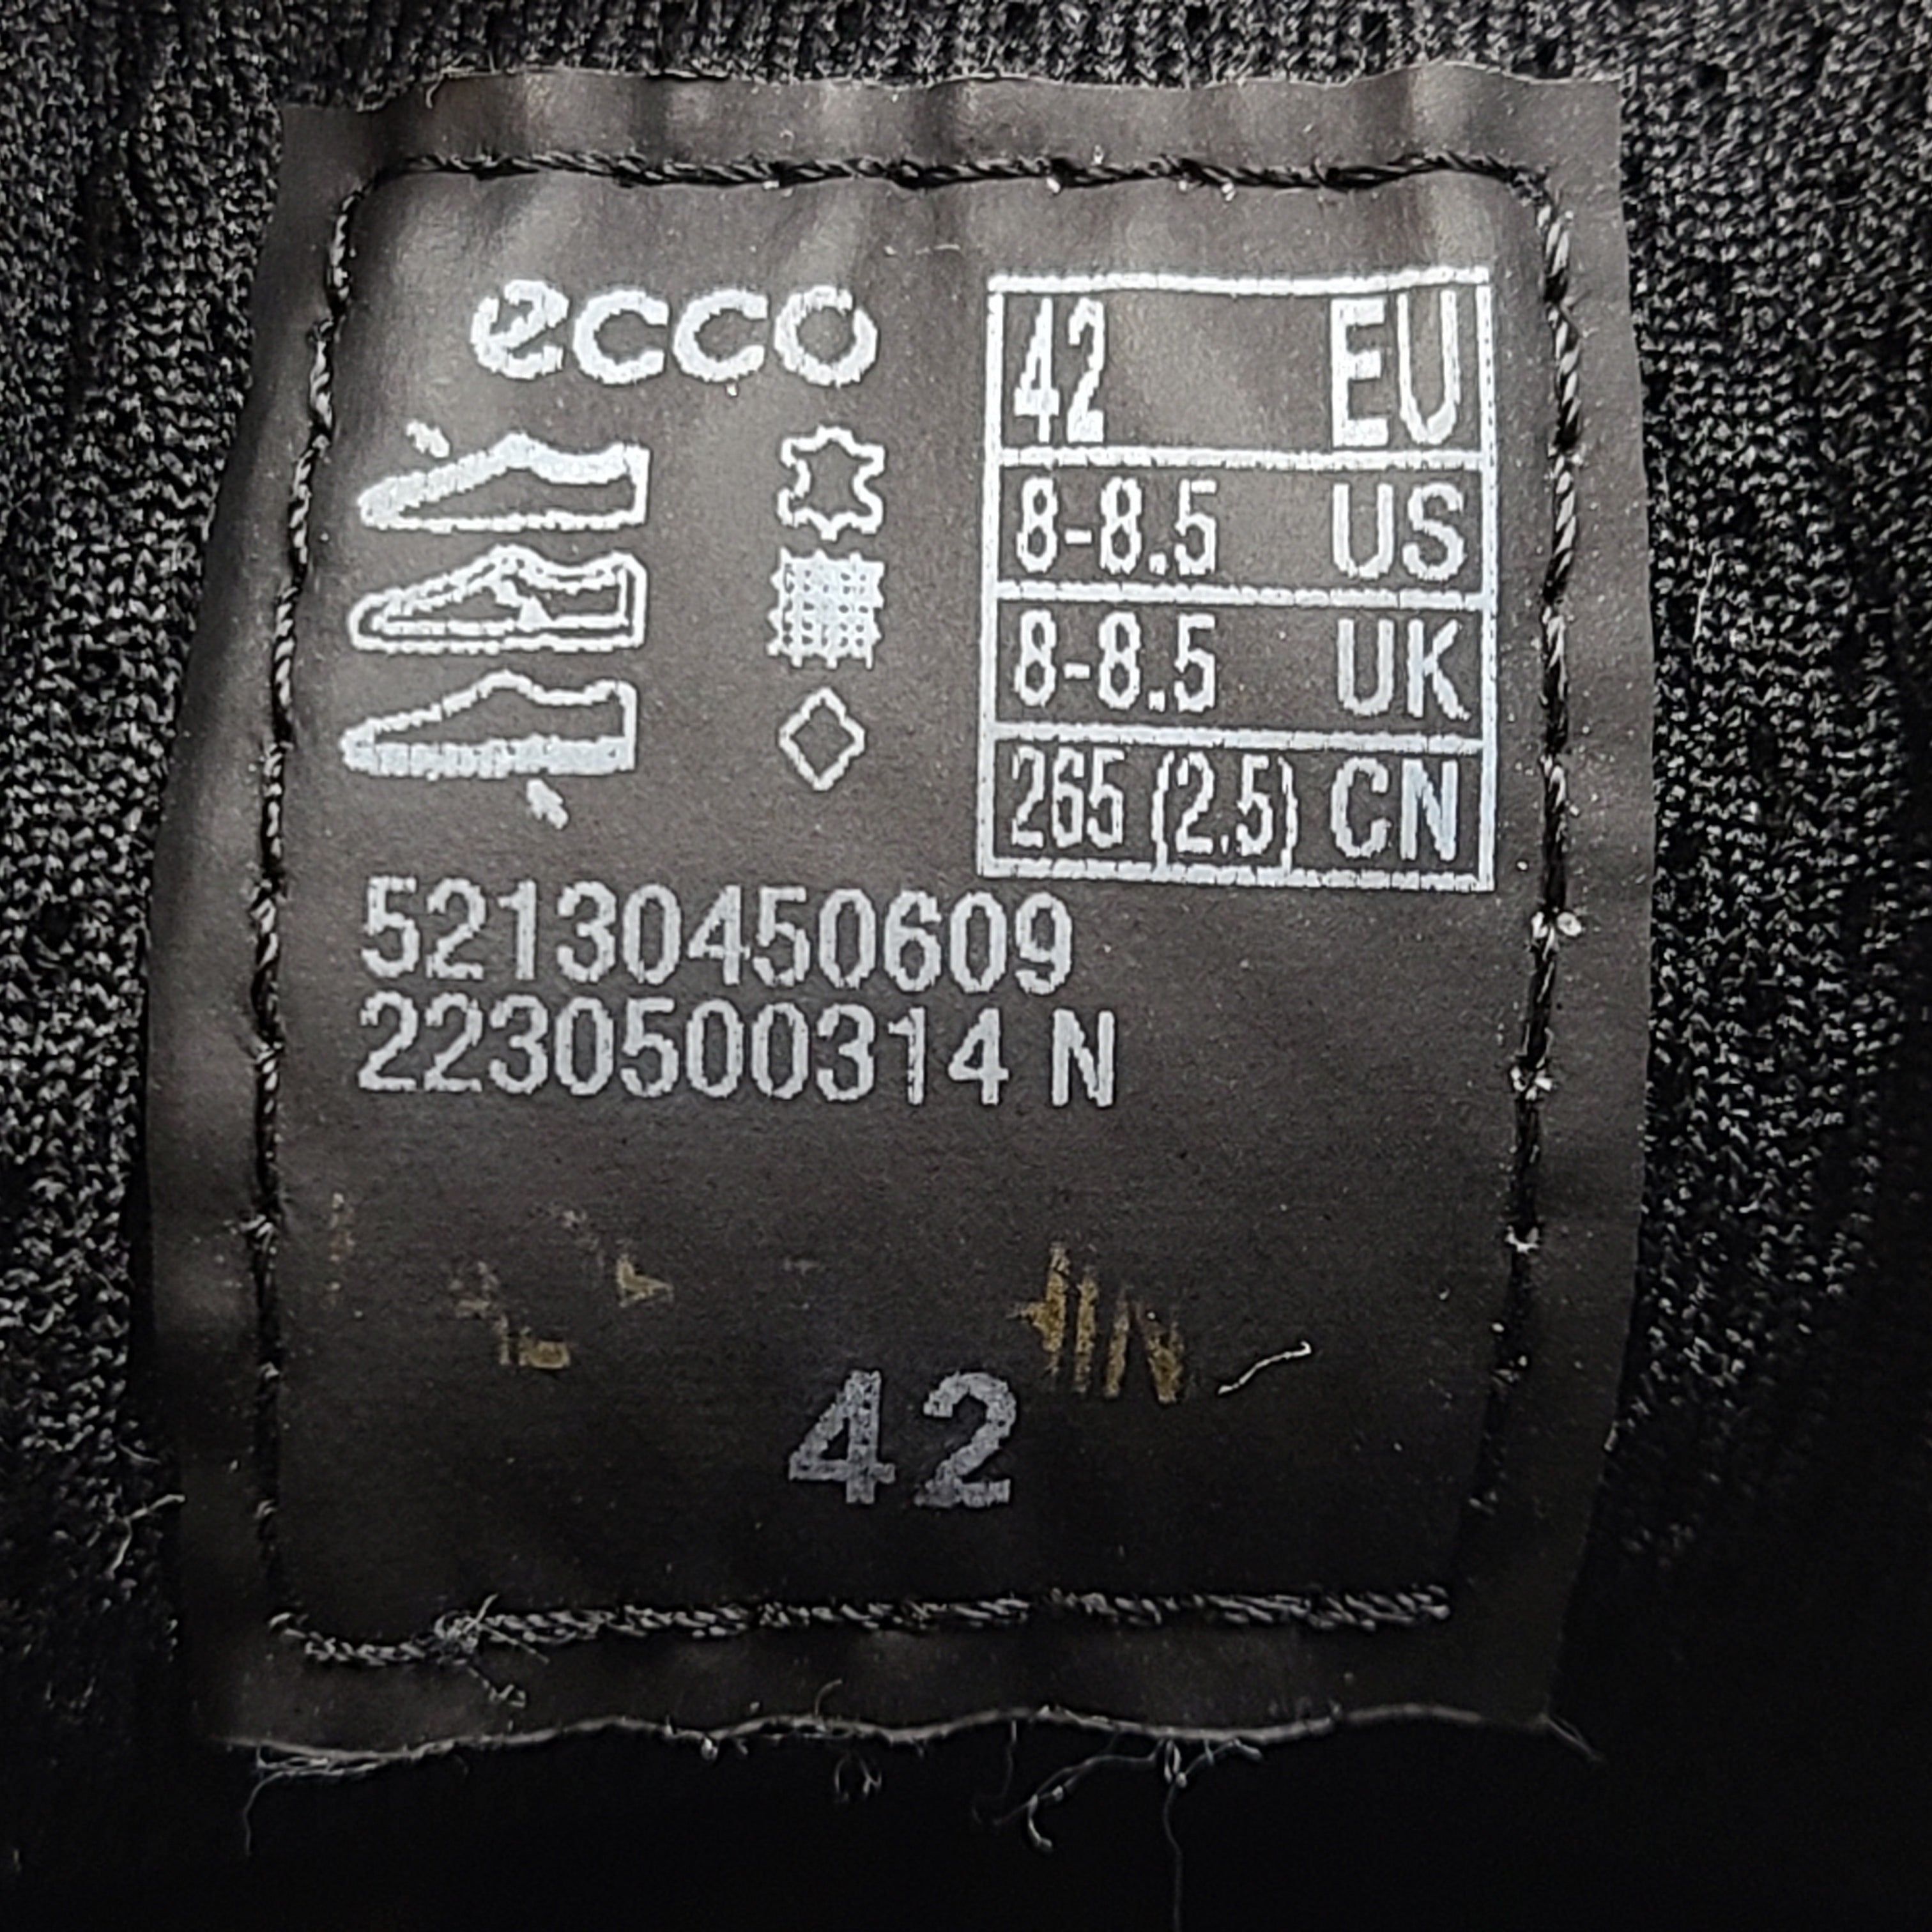 ecco
42 EU
8-8.5 US
8-8.5 UK
265 (2.5) CN
52130450609
2230500314 N
42